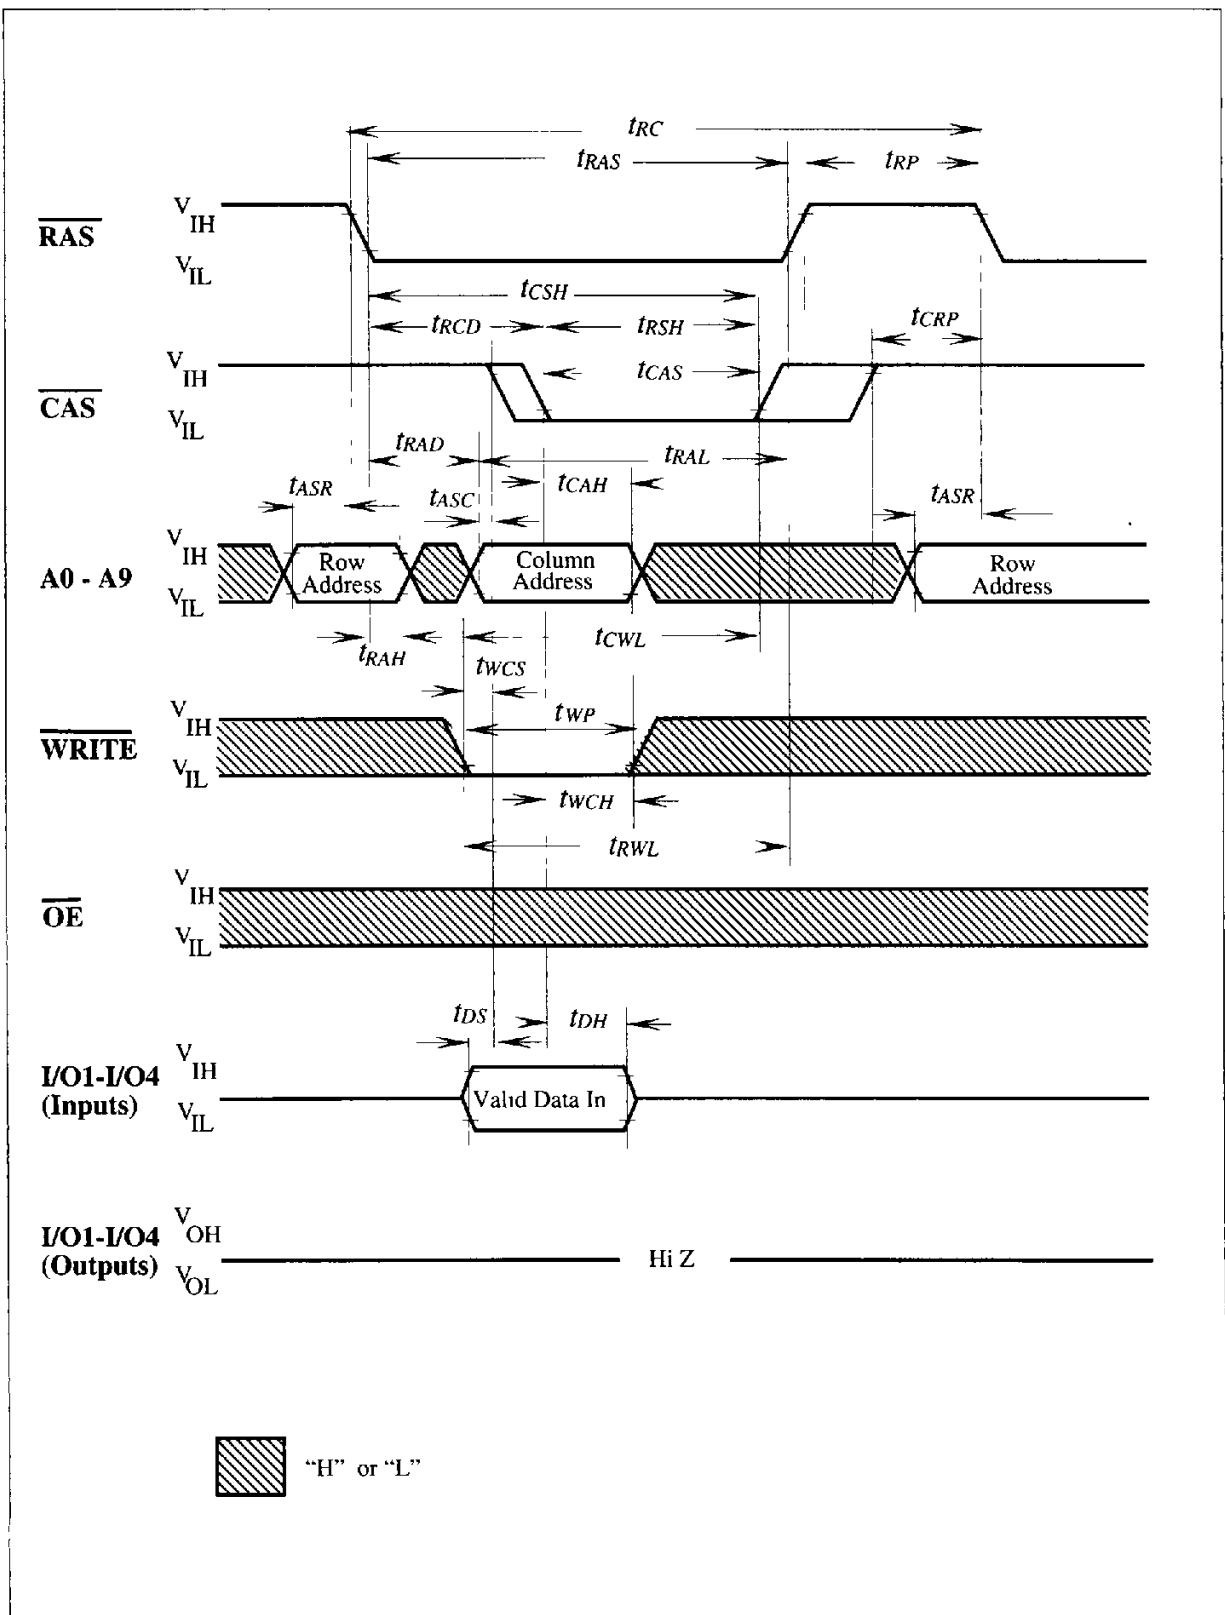 tRC
tRAS
tRP
RAS
VIH
VIL
tCSH
tRCD
tRSH
tCRP
CAS
VIH
VIL
tCAS
tRAD
tRAL
tASR
tASC
tCAH
tASR
A0 - A9
VIH
VIL
Row
Address
Column
Address
Row
Address
tRAH
tCWL
tWCS
WRITE
VIH
VIL
tWP
tWCH
tRWL
OE
VIH
VIL
tDS
tDH
I/O1-I/O4
(Inputs)
VIH
VIL
Valid Data In
I/O1-I/O4
(Outputs)
VOH
VOL
Hi Z
“H” or “L”